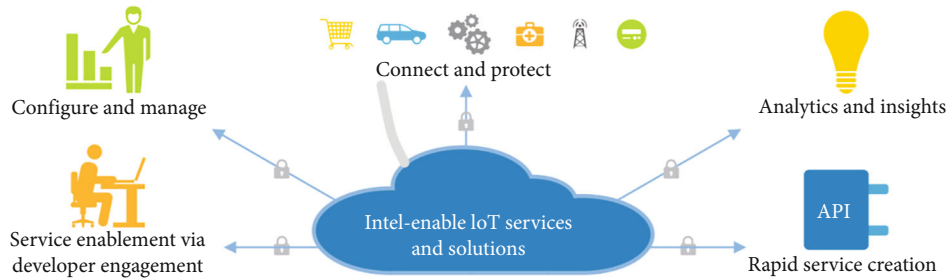 Connect and protect
Configure and manage
Analytics and insights
Intel-enable loT services
and solutions
API
Service enablement via
developer engagement
Rapid service creation